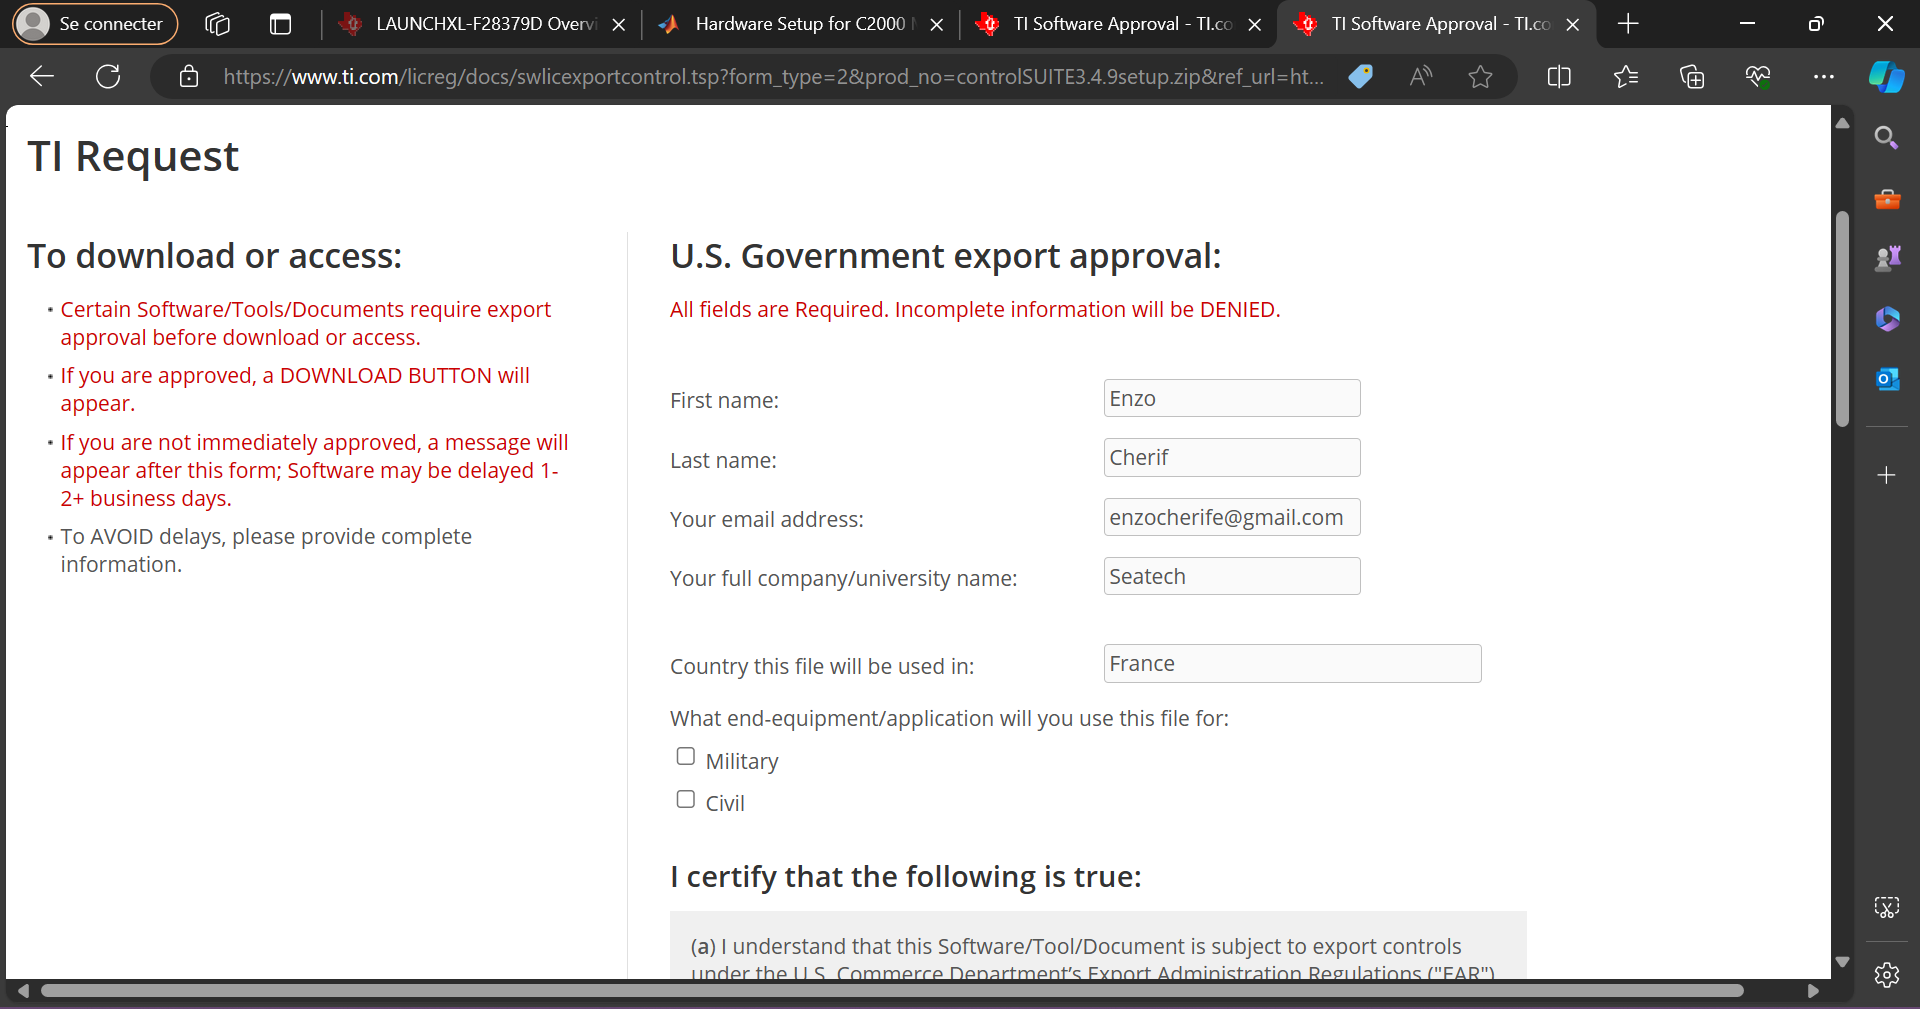 Se connecter
LAUNCHXL-F28379D Overvi
Hardware Setup for C2000
TI Software Approval - TI.co
TI Software Approval - TI.co
https://www.ti.com/licreg/docs/swlicexportcontrol.tsp?form_type=2&prod_no=controlSUITE3.4.9setup.zip&ref_url=ht...
TI Request
To download or access:
• Certain Software/Tools/Documents require export
approval before download or access.
• If you are approved, a DOWNLOAD BUTTON will
appear.
• If you are not immediately approved, a message will
appear after this form; Software may be delayed 1-
2+ business days.
• To AVOID delays, please provide complete
information.
U.S. Government export approval:
All fields are Required. Incomplete information will be DENIED.
First name: Enzo
Last name: Cherif
Your email address: enzocherife@gmail.com
Your full company/university name: Seatech
Country this file will be used in: France
What end-equipment/application will you use this file for:
Military
Civil
I certify that the following is true:
(a) I understand that this Software/Tool/Document is subject to export controls
under the U.S. Commerce Department's Export Administration Regulations ("EAR")